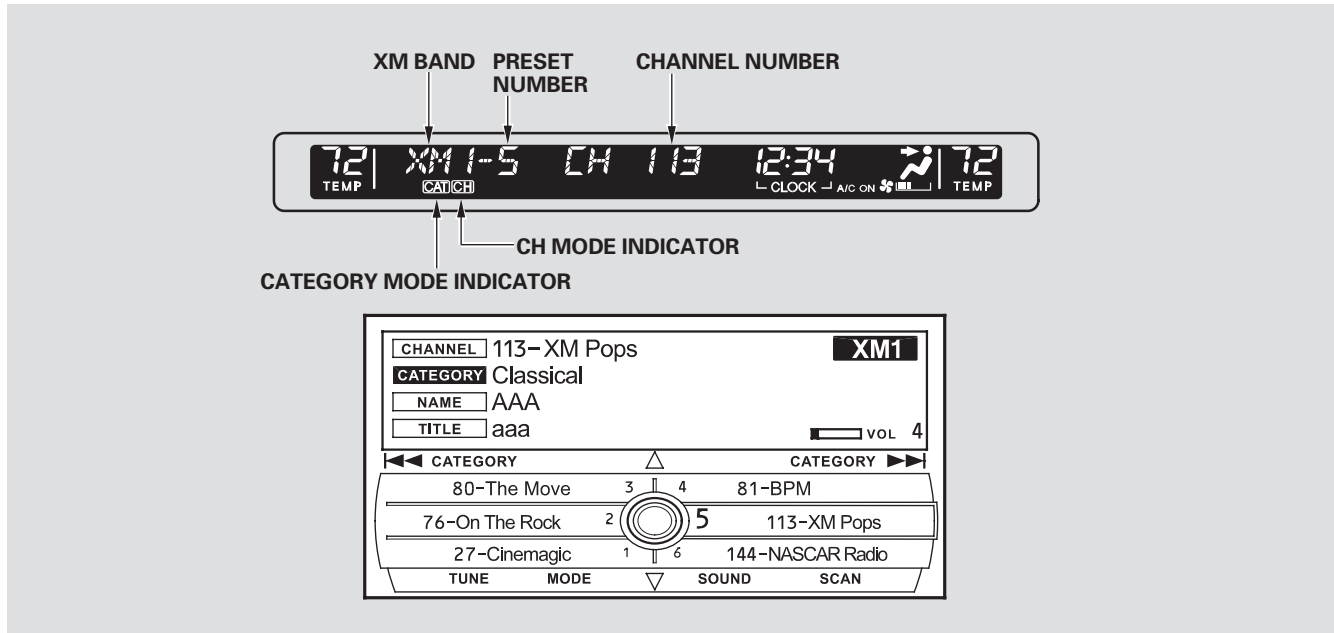 XM BAND PRESET NUMBER CHANNEL NUMBER
72 TEMP XM1-5 CH 113 12:34 72 TEMP
CAT CH CLOCK A/C ON
CH MODE INDICATOR
CATEGORY MODE INDICATOR
CHANNEL 113-XM Pops XM1
CATEGORY Classical
NAME AAA
TITLE aaa VOL 4
CATEGORY CATEGORY
80-The Move 3 4 81-BPM
76-On The Rock 2 5 113-XM Pops
27-Cinemagic 1 6 144-NASCAR Radio
TUNE MODE SOUND SCAN